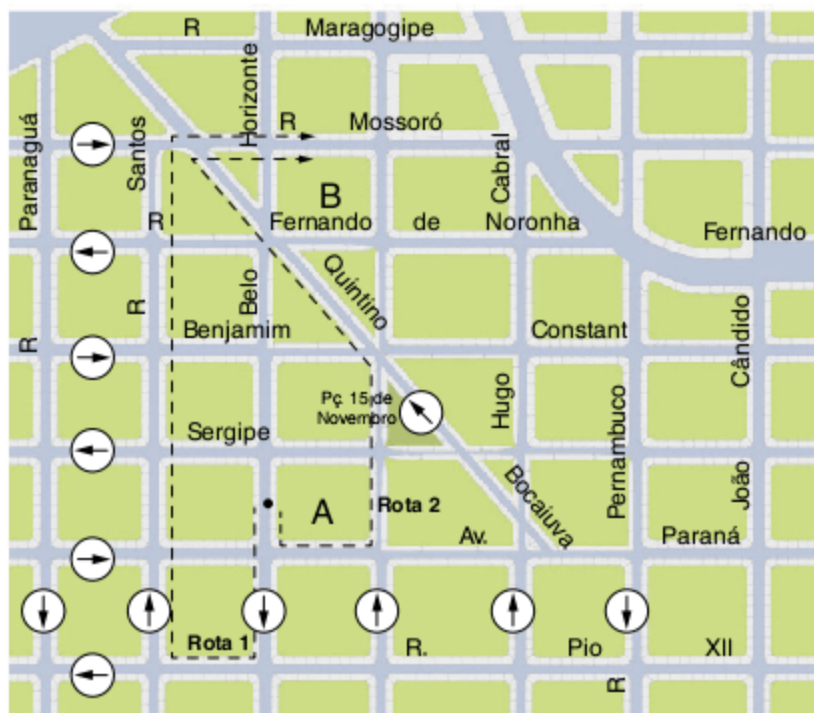 R Maragogipe
Horizonte
R Mossoró
Paranaguá
Santos
Cabral
B
R Fernando de Noronha Fernando
Quintino
R
Belo
Benjamim Constant
R
Cândido
Pç. 15 de
Novembro
Hugo
Sergipe
Pernambuco
João
A
Rota 2
Bocaiuva
Av. Paraná
Rota 1
R. Pio XII
R